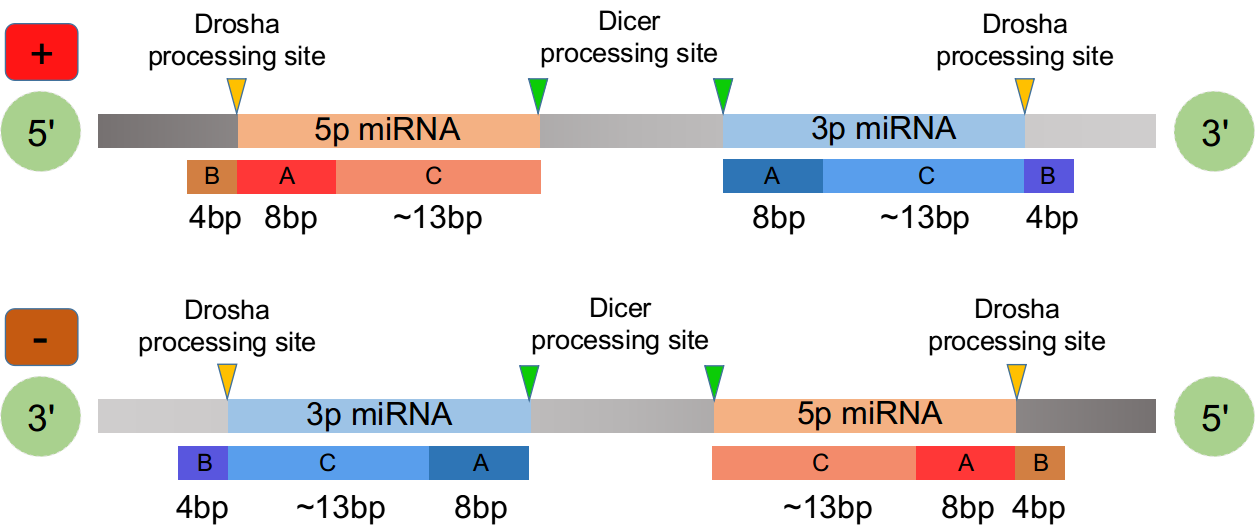 Drosha
processing site
Dicer
processing site
Drosha
processing site
+
5'
5p miRNA
3p miRNA
3'
B A C A C B
4bp 8bp ~13bp 8bp ~13bp 4bp
Drosha
processing site
Dicer
processing site
Drosha
processing site
-
3'
3p miRNA
5p miRNA
5'
B C A C A B
4bp ~13bp 8bp ~13bp 8bp 4bp